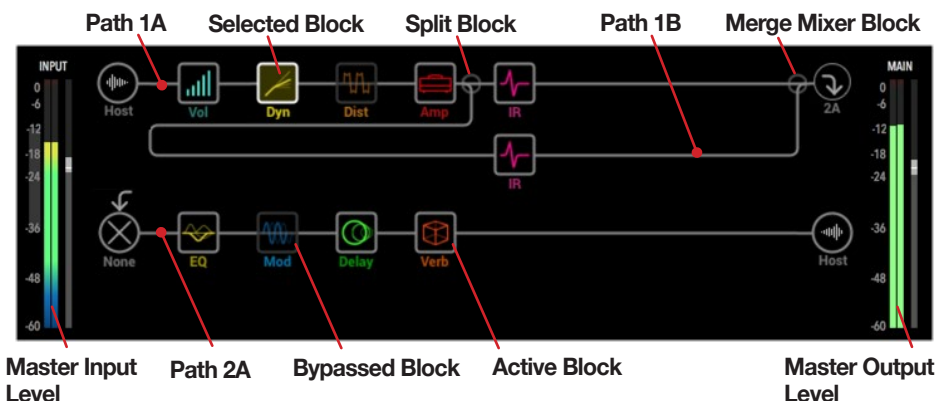 Path 1A Selected Block Split Block Path 1B Merge Mixer Block
INPUT MAIN
0 0
-6 -6
-12 -12
-18 -18
-24 -24
-36 -36
-48 -48
-60 -60
Host Vol Dyn Dist Amp IR 2A
IR
None EQ Mod Delay Verb Host
Master Input Level
Path 2A Bypassed Block Active Block
Master Output Level